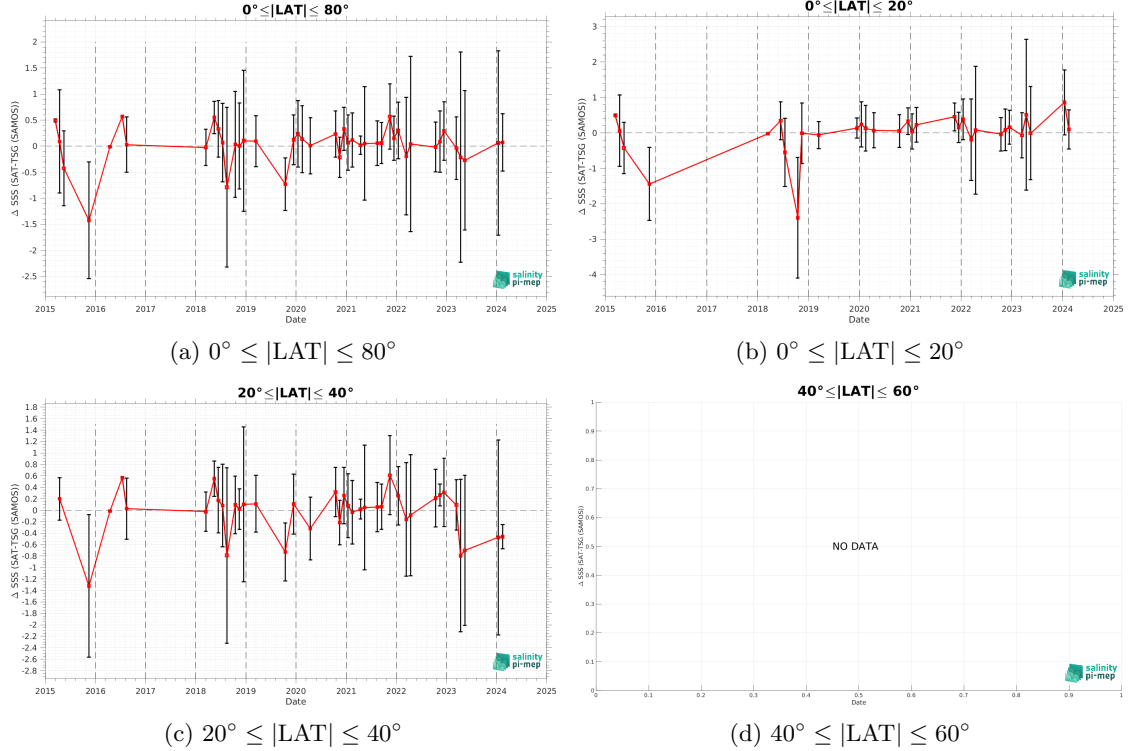 0°≤|LAT|≤ 80°
Δ SSS (SAT-TSG (SAMOS))
2
1.5
1
0.5
0
-0.5
-1
-1.5
-2
-2.5
2015 2016 2017 2018 2019 2020 2021 2022 2023 2024 2025
Date
salinity
pi-mep
(a) 0° ≤ |LAT| ≤ 80°
0°≤|LAT|≤ 20°
Δ SSS (SAT-TSG (SAMOS))
3
2
1
0
-1
-2
-3
-4
2015 2016 2017 2018 2019 2020 2021 2022 2023 2024 2025
Date
salinity
pi-mep
(b) 0° ≤ |LAT| ≤ 20°
20°≤|LAT|≤ 40°
Δ SSS (SAT-TSG (SAMOS))
1.8
1.6
1.4
1.2
1
0.8
0.6
0.4
0.2
0
-0.2
-0.4
-0.6
-0.8
-1
-1.2
-1.4
-1.6
-1.8
-2
-2.2
-2.4
-2.6
-2.8
2015 2016 2017 2018 2019 2020 2021 2022 2023 2024 2025
Date
salinity
pi-mep
(c) 20° ≤ |LAT| ≤ 40°
40°≤|LAT|≤ 60°
Δ SSS (SAT-TSG (SAMOS))
1
0.9
0.8
0.7
0.6
0.5
0.4
0.3
0.2
0.1
0
NO DATA
0 0.1 0.2 0.3 0.4 0.5 0.6 0.7 0.8 0.9 1
Date
salinity
pi-mep
(d) 40° ≤ |LAT| ≤ 60°